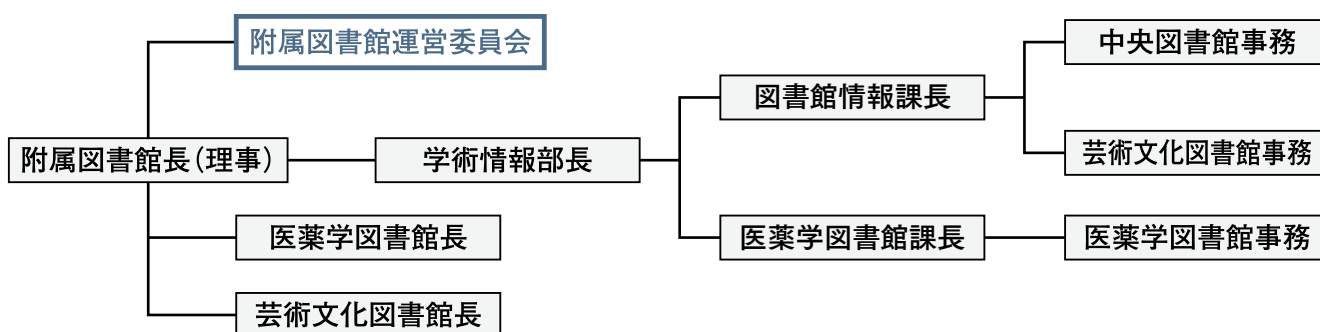 附属図書館運営委員会
中央図書館事務
図書館情報課長
附属図書館長(理事)
学術情報部長
芸術文化図書館事務
医薬学図書館長
医薬学図書館課長
医薬学図書館事務
芸術文化図書館長